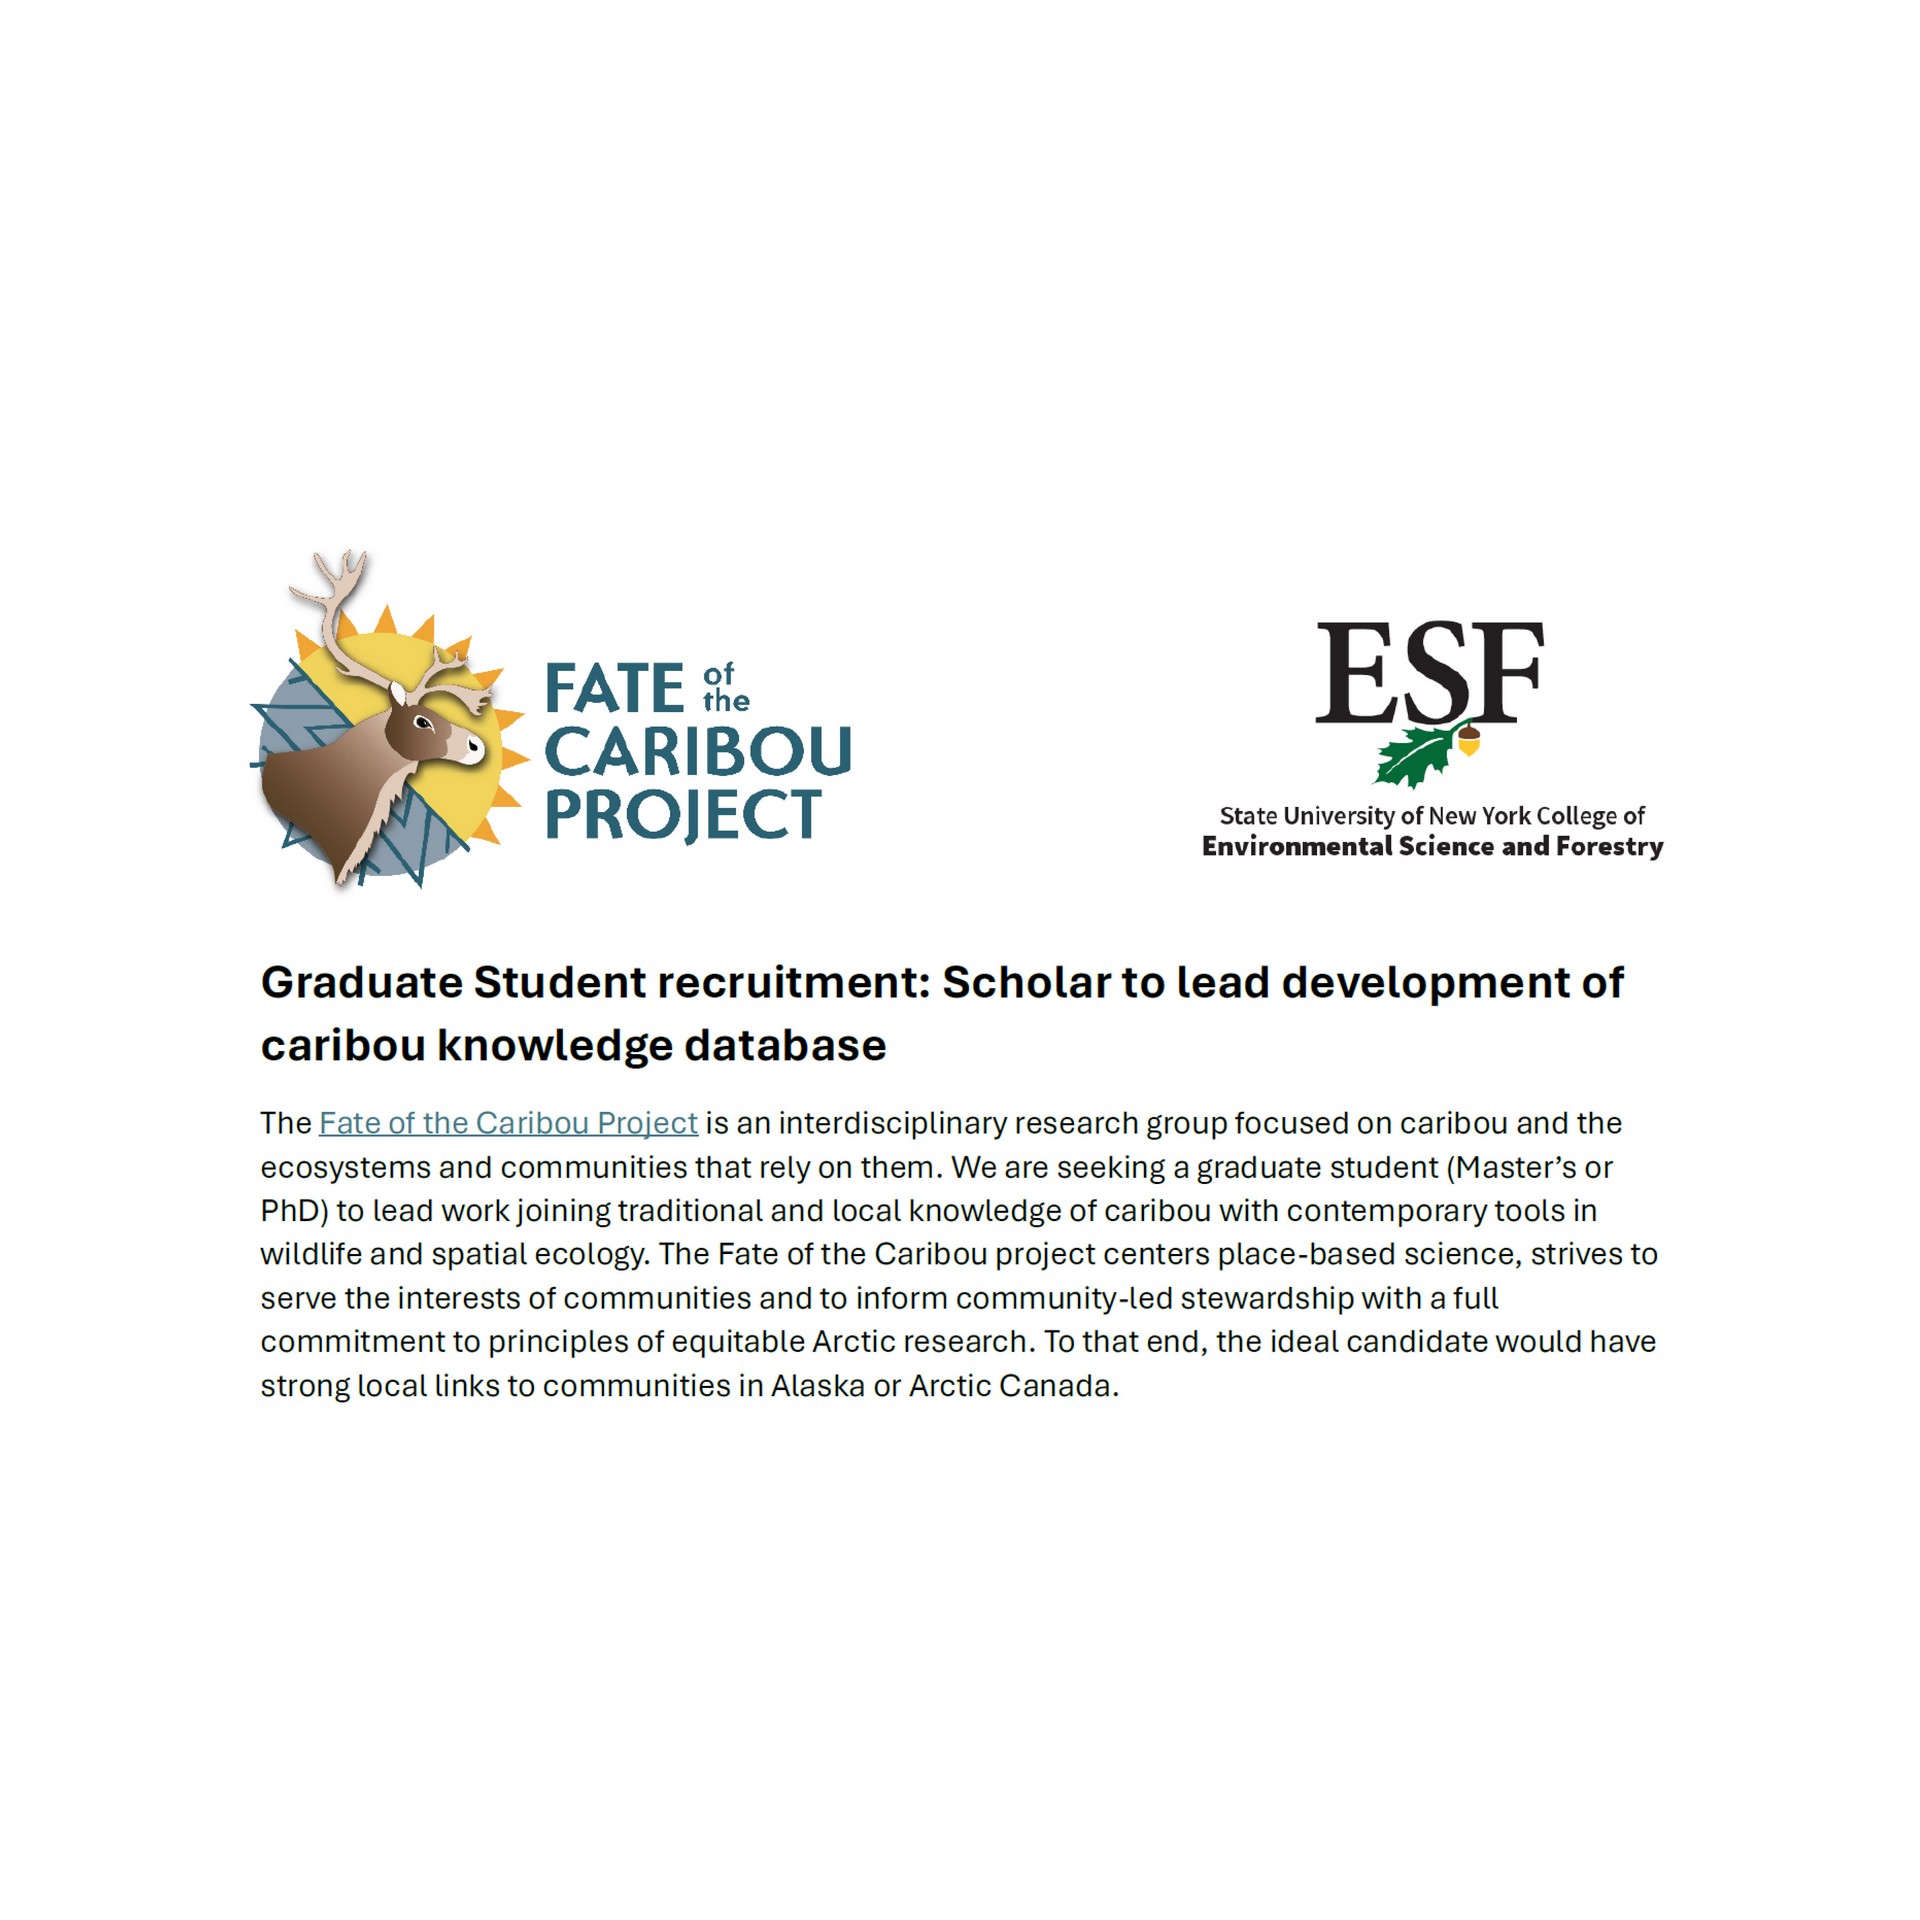 FATE of the
CARIBOU
PROJECT
ESF
State University of New York College of
Environmental Science and Forestry
Graduate Student recruitment: Scholar to lead development of
caribou knowledge database
The Fate of the Caribou Project is an interdisciplinary research group focused on caribou and the
ecosystems and communities that rely on them. We are seeking a graduate student (Master’s or
PhD) to lead work joining traditional and local knowledge of caribou with contemporary tools in
wildlife and spatial ecology. The Fate of the Caribou project centers place-based science, strives to
serve the interests of communities and to inform community-led stewardship with a full
commitment to principles of equitable Arctic research. To that end, the ideal candidate would have
strong local links to communities in Alaska or Arctic Canada.